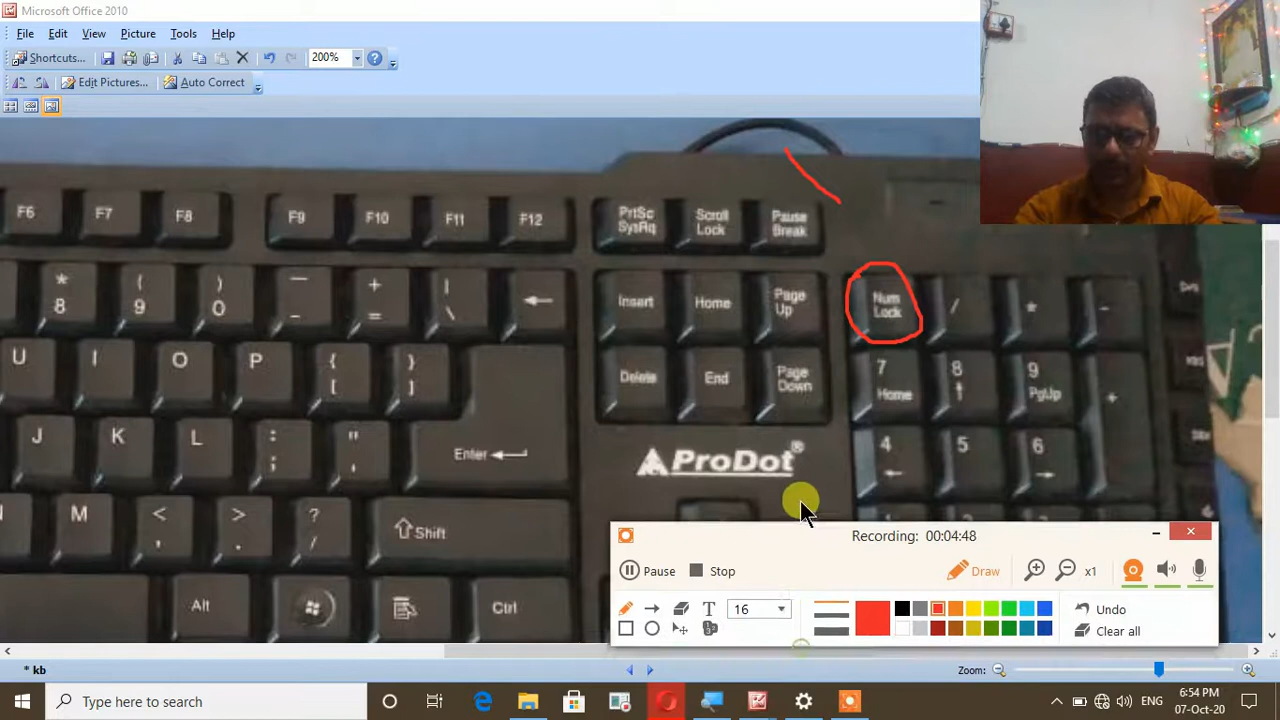 Microsoft Office 2010
File Edit View Picture Tools Help
Shortcuts... 200%
Edit Pictures... Auto Correct
F6 F7 F8 F9 F10 F11 F12 PrtSc SysRq Scroll Lock Pause Break
* 8 ( 9 ) 0 — - + = | \ Insert Home Page Up Num Lock / * -
U I O P { [ } ] Delete End Page Down 7 Home 8 9 PgUp +
J K L : ; " ' Enter ProDot® 4 5 6
M < , > . ? / Shift
Alt Ctrl
Recording: 00:04:48
Pause Stop Draw x1
T 16 Undo
Clear all
* kb Zoom:
Type here to search ENG 6:54 PM
07-Oct-20